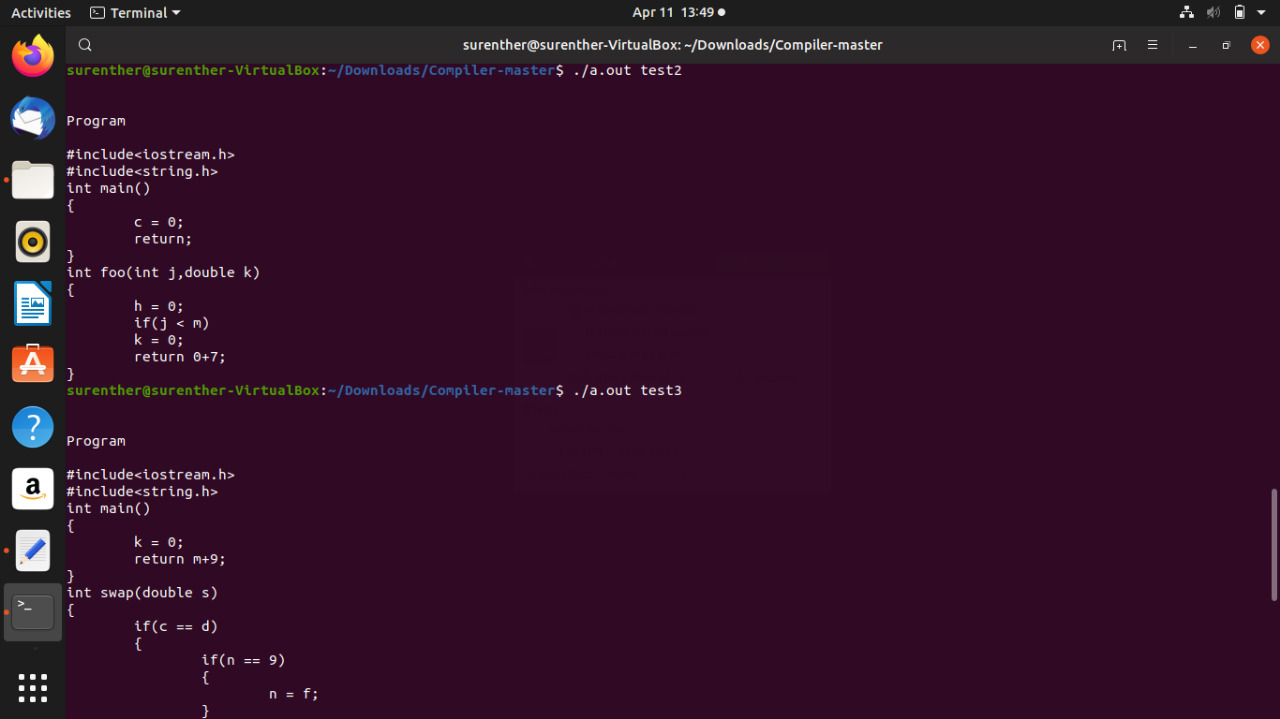 Activities Terminal Apr 11 13:49
surenther@surenther-VirtualBox: ~/Downloads/Compiler-master
surenther@surenther-VirtualBox:~/Downloads/Compiler-master$ ./a.out test2
Program
#include<iostream.h>
#include<string.h>
int main()
{
c = 0;
return;
}
int foo(int j,double k)
{
h = 0;
if(j < m)
k = 0;
return 0+7;
}
surenther@surenther-VirtualBox:~/Downloads/Compiler-master$ ./a.out test3
Program
#include<iostream.h>
#include<string.h>
int main()
{
k = 0;
return m+9;
}
int swap(double s)
{
if(c == d)
{
if(n == 9)
{
n = f;
}